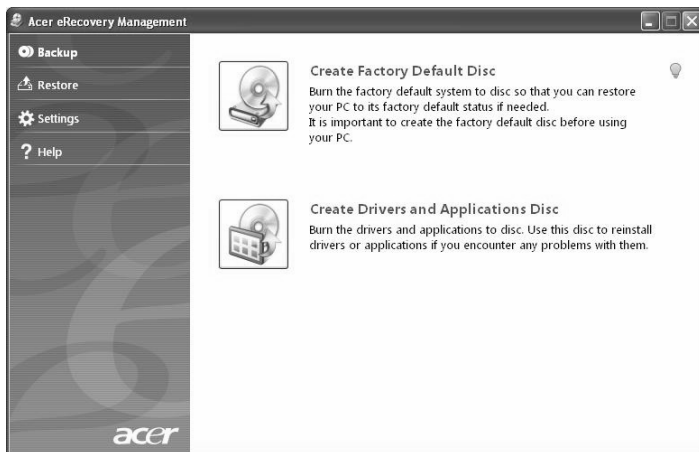 Acer eRecovery Management
Backup
Restore
Settings
? Help
Create Factory Default Disc
Burn the factory default system to disc so that you can restore
your PC to its factory default status if needed.
It is important to create the factory default disc before using
your PC.
Create Drivers and Applications Disc
Burn the drivers and applications to disc. Use this disc to reinstall
drivers or applications if you encounter any problems with them.
acer